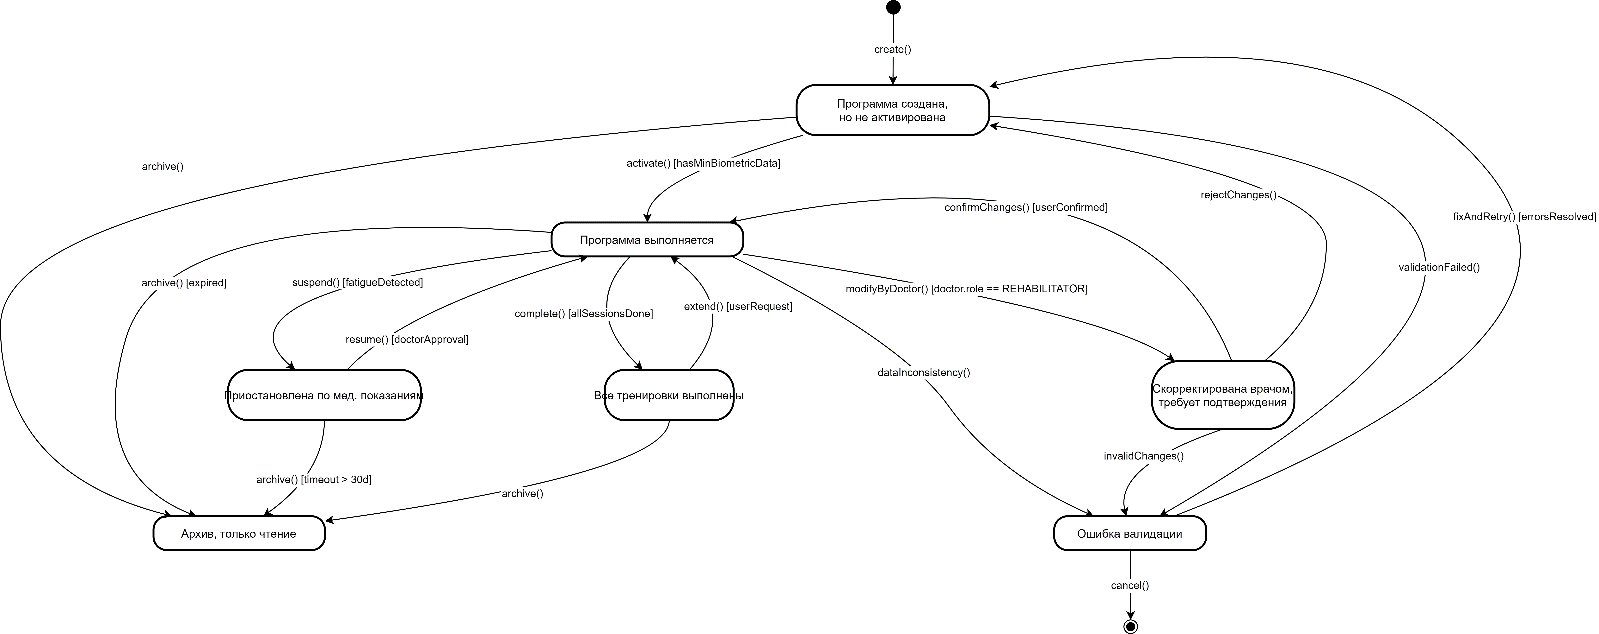 create()
Программа создана,
но не активирована
archive()
activate() [hasMinBiometricData]
rejectChanges()
confirmChanges() [userConfirmed]
fixAndRetry() [errorsResolved]
Программа выполняется
validationFailed()
archive() [expired]
suspend() [fatigueDetected]
modifyByDoctor() [doctor.role == REHABILITATOR]
extend() [userRequest]
complete() [allSessionsDone]
resume() [doctorApproval]
dataInconsistency()
Приостановлена по мед. показаниям
Все тренировки выполнены
Скорректирована врачом,
требует подтверждения
invalidChanges()
archive() [timeout > 30d]
archive()
Архив, только чтение
Ошибка валидации
cancel()